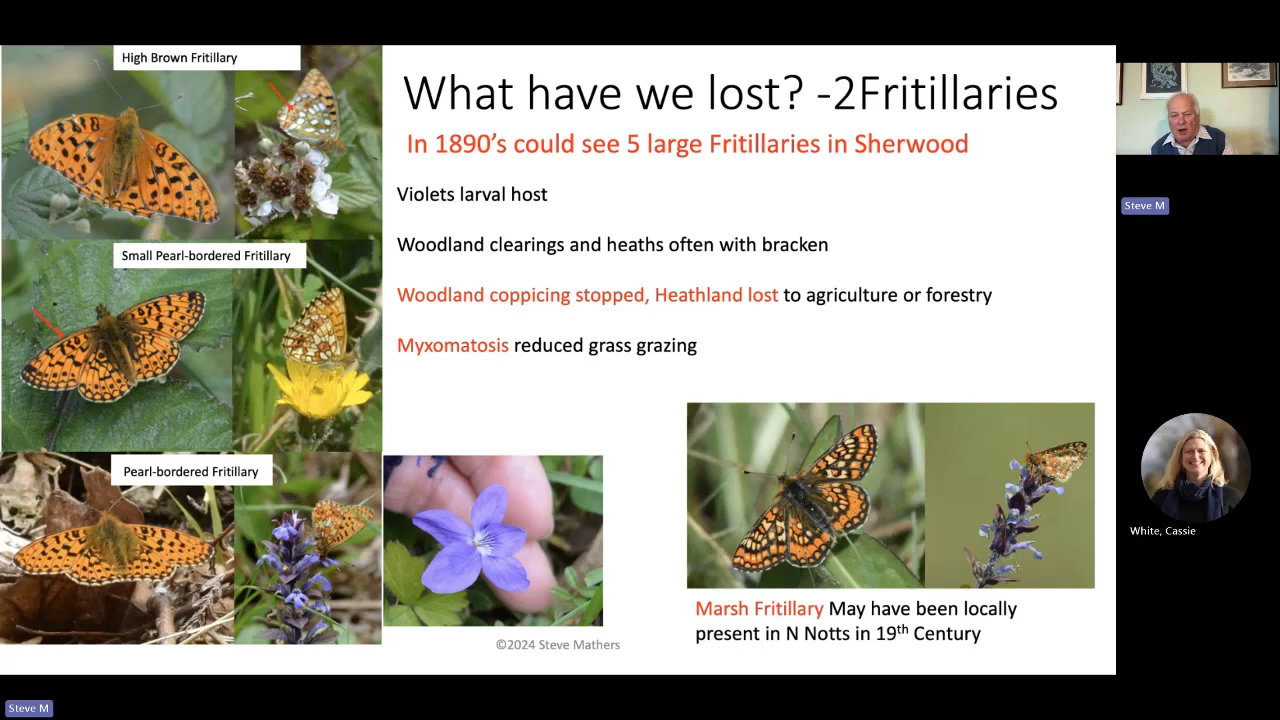 High Brown Fritillary
What have we lost? -2Fritillaries
In 1890's could see 5 large Fritillaries in Sherwood
Violets larval host
Woodland clearings and heaths often with bracken
Small Pearl-bordered Fritillary
Woodland coppicing stopped, Heathland lost to agriculture or forestry
Myxomatosis reduced grass grazing
Pearl-bordered Fritillary
Marsh Fritillary May have been locally
present in N Notts in 19th Century
©2024 Steve Mathers
Steve M
White, Cassie
Steve M